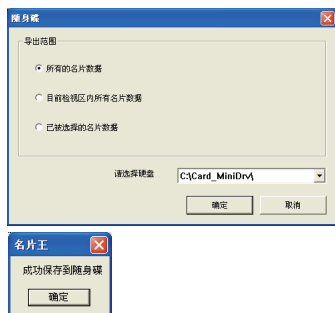 随身碟
导出范围
所有的名片数据
目前检视区内所有名片数据
已被选择的名片数据
请选择硬盘
C:\Card_MiniDrv\
确定
取消
名片王
成功保存到随身碟
确定